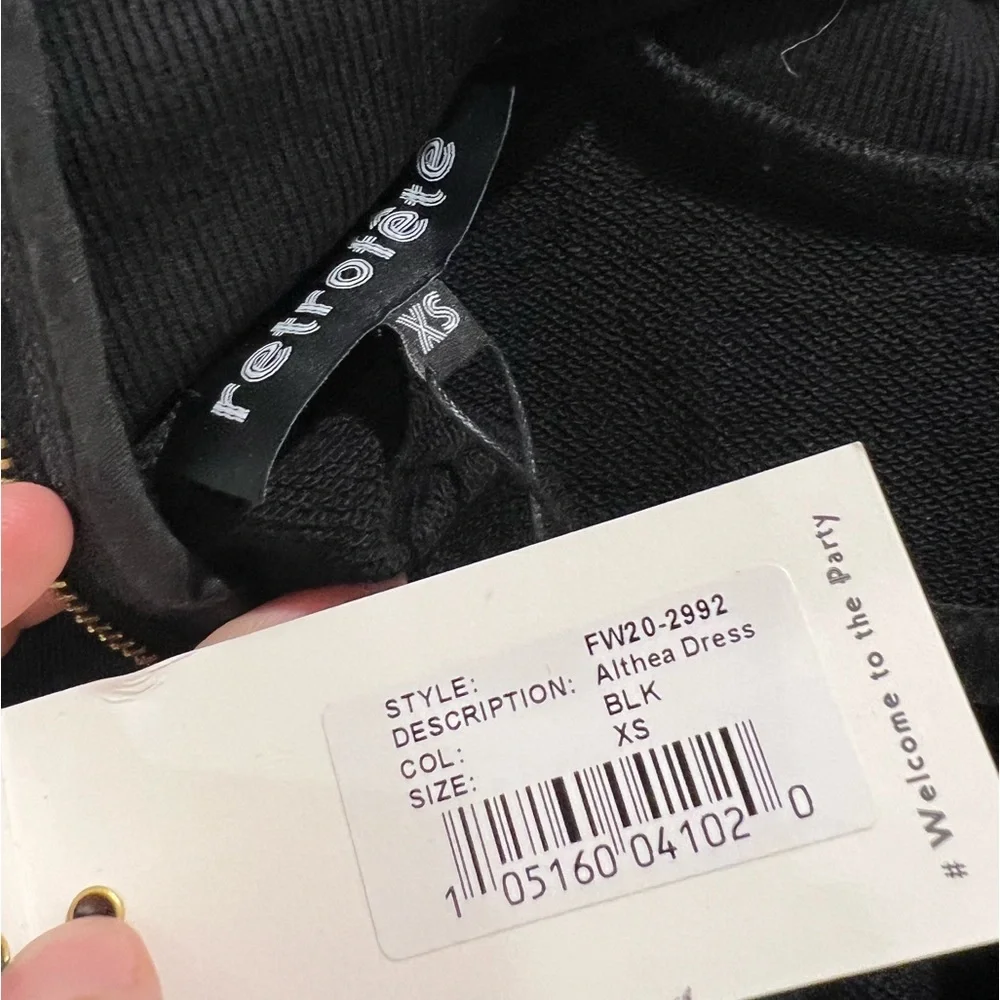 retrofête
XS
STYLE: FW20-2992
DESCRIPTION: Althea Dress
COL: BLK
SIZE: XS
1 05160 04102 0
# Welcome to the Party